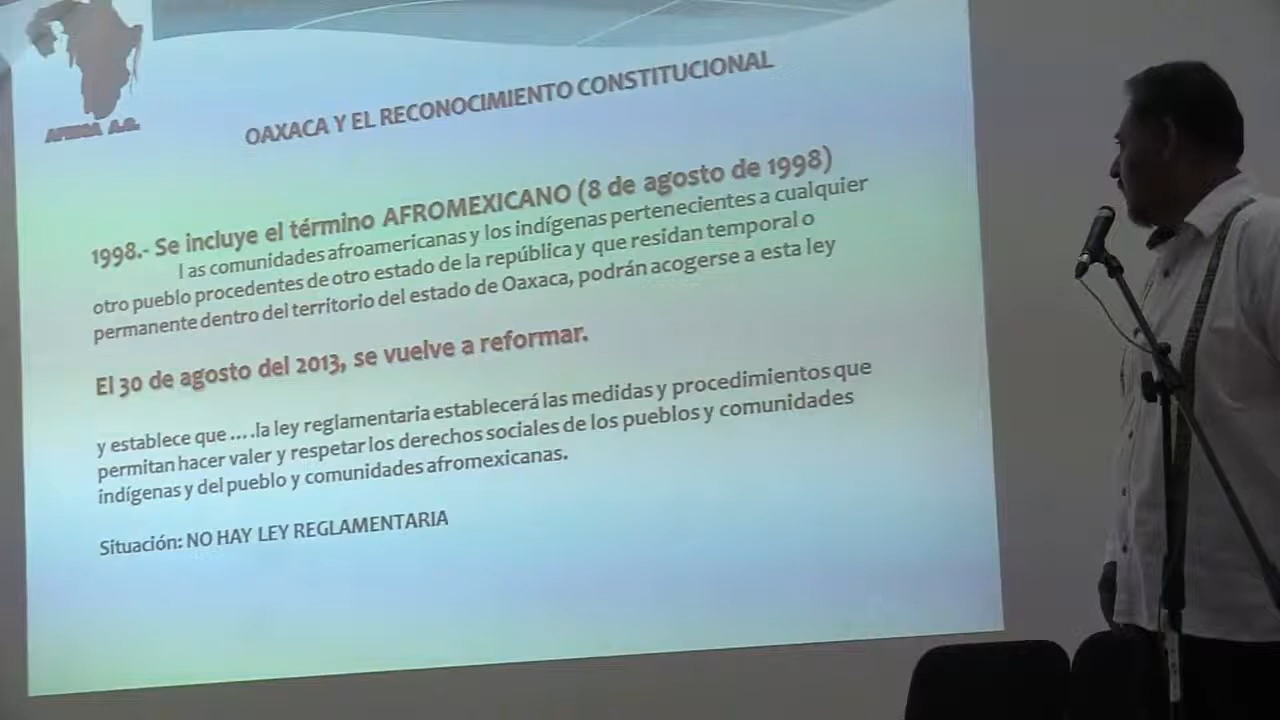 AFRICA A.C.
OAXACA Y EL RECONOCIMIENTO CONSTITUCIONAL
1998.- Se incluye el término AFROMEXICANO (8 de agosto de 1998)
l as comunidades afroamericanas y los indígenas pertenecientes a cualquier
otro pueblo procedentes de otro estado de la república y que residan temporal o
permanente dentro del territorio del estado de Oaxaca, podrán acogerse a esta ley
El 30 de agosto del 2013, se vuelve a reformar.
y establece que ....la ley reglamentaria establecerá las medidas y procedimientos que
permitan hacer valer y respetar los derechos sociales de los pueblos y comunidades
indígenas y del pueblo y comunidades afromexicanas.
Situación: NO HAY LEY REGLAMENTARIA